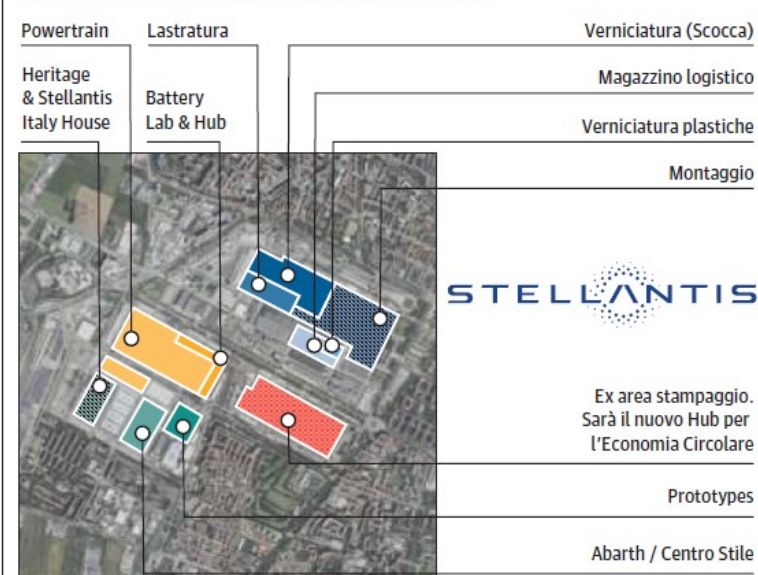 Powertrain
Lastratura
Verniciatura (Scocca)
Heritage
& Stellantis
Italy House
Battery
Lab & Hub
Magazzino logistico
Verniciatura plastiche
Montaggio
STELLANTIS
Ex area stampaggio.
Sarà il nuovo Hub per
l'Economia Circolare
Prototypes
Abarth / Centro Stile